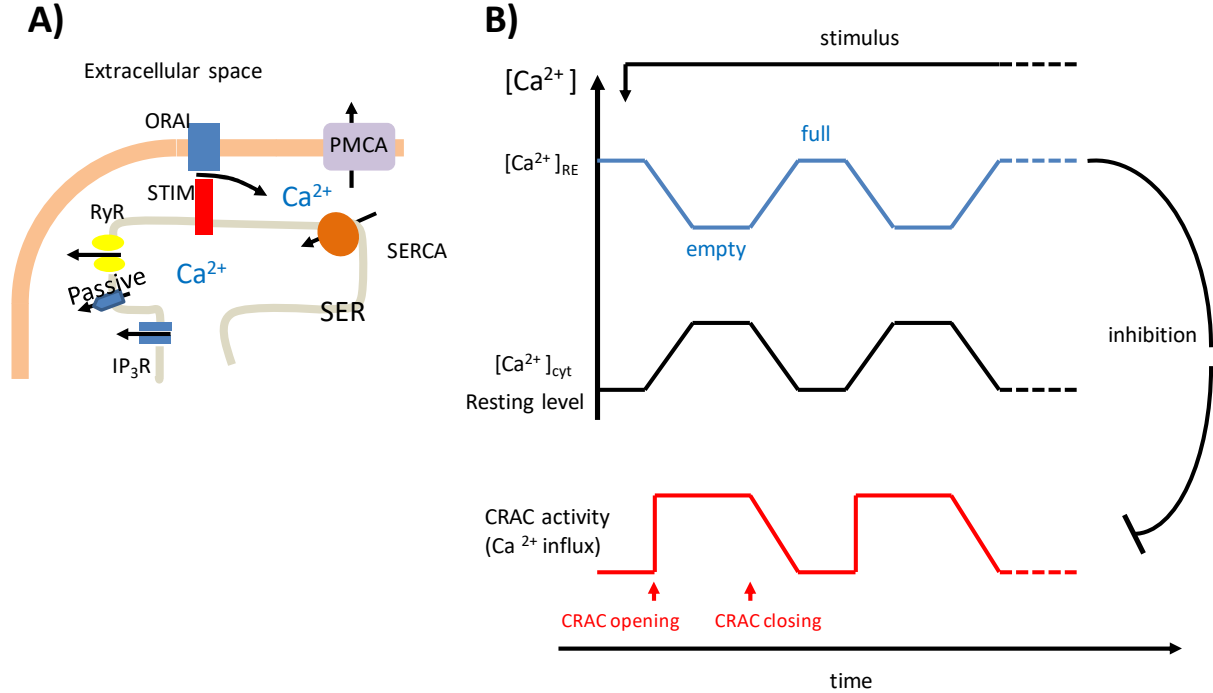 A)
Extracellular space
ORAI
PMCA
STIM
Ca²⁺
RyR
SERCA
Ca²⁺
Passive
SER
IP₃R
B)
stimulus
[Ca²⁺]
full
[Ca²⁺]RE
empty
inhibition
[Ca²⁺]cyt
Resting level
CRAC activity
(Ca ²⁺ influx)
CRAC opening
CRAC closing
time